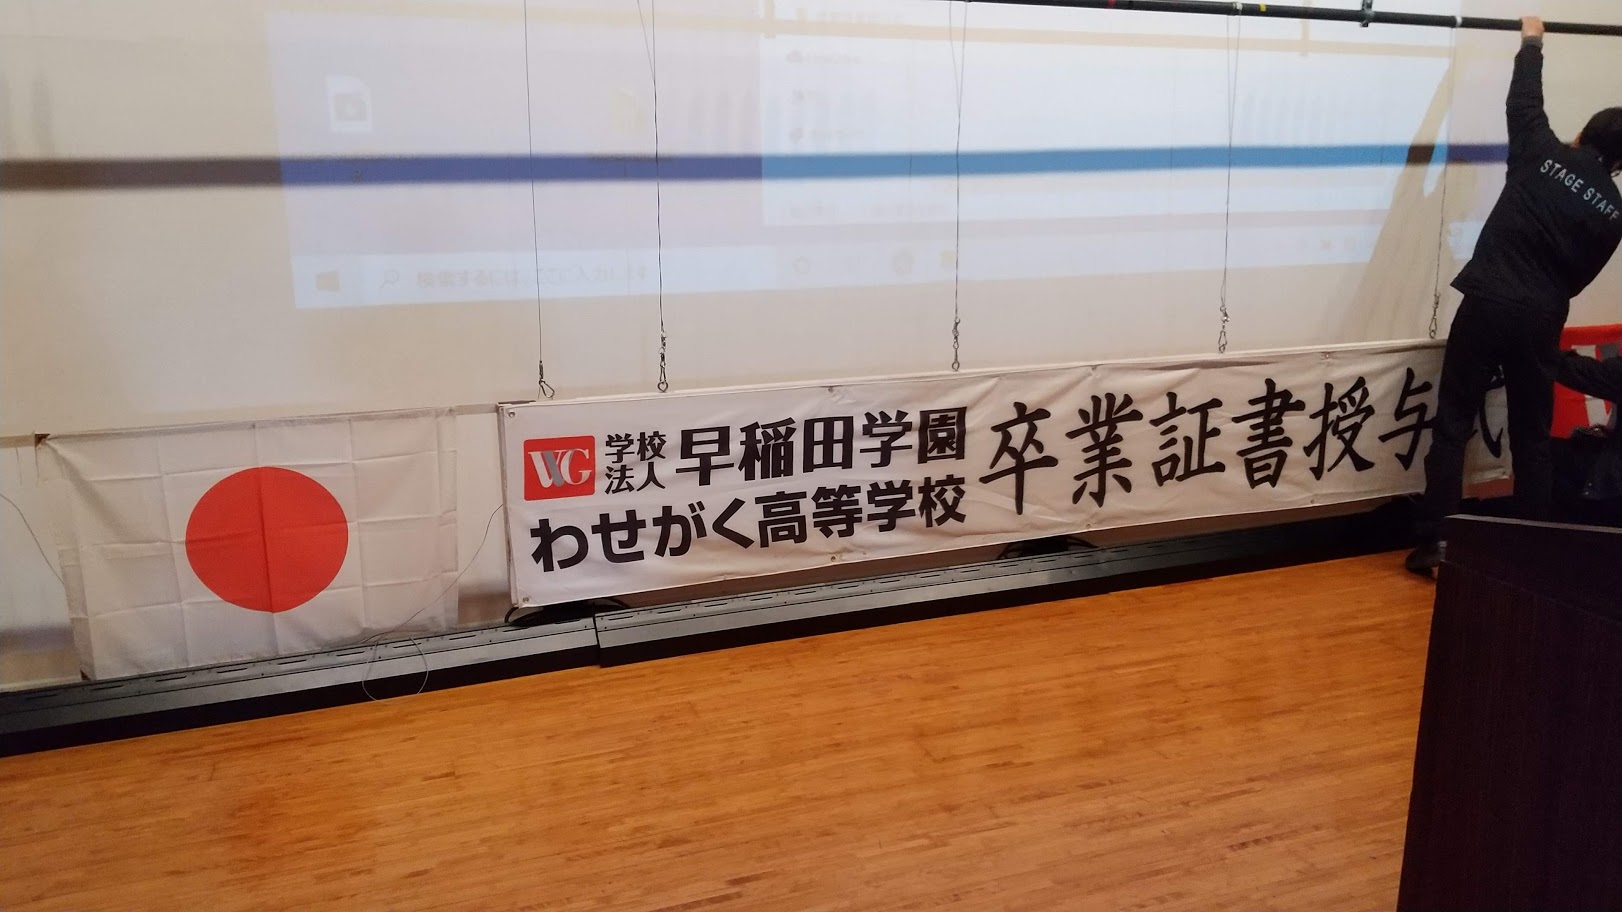 WG
学校
法人
早稲田学園
わせがく高等学校
卒業証書授与式
STAGE STAFF